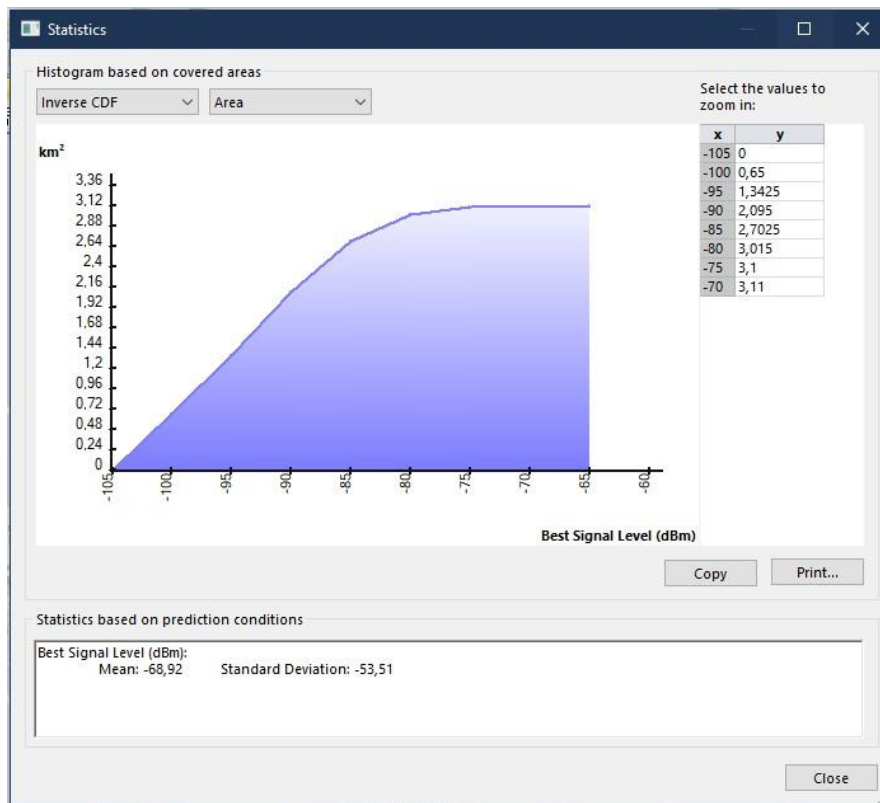 Statistics
Histogram based on covered areas
Inverse CDF
Area
Select the values to
zoom in:
km²
3,36
3,12
2,88
2,64
2,4
2,16
1,92
1,68
1,44
1,2
0,96
0,72
0,48
0,24
0
-105
-100
-95
-90
-85
-80
-75
-70
-65
-60
Best Signal Level (dBm)
x y
-105 0
-100 0,65
-95 1,3425
-90 2,095
-85 2,7025
-80 3,015
-75 3,1
-70 3,11
Copy
Print...
Statistics based on prediction conditions
Best Signal Level (dBm):
Mean: -68,92 Standard Deviation: -53,51
Close